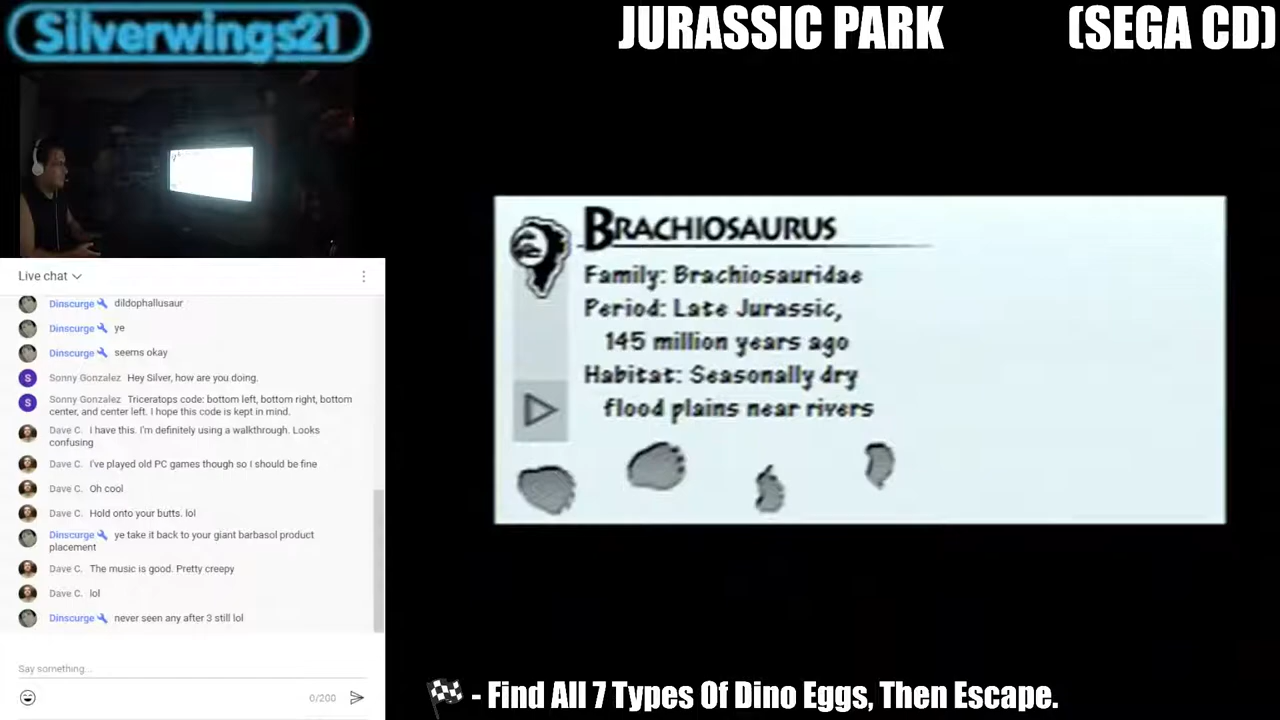 Silverwings21
JURASSIC PARK (SEGA CD)
Live chat
Dinscurge dildophallusaur
Dinscurge ye
Dinscurge seems okay
S Sonny Gonzalez Hey Silver, how are you doing.
S Sonny Gonzalez Triceratops code: bottom left, bottom right, bottom
center, and center left. I hope this code is kept in mind.
Dave C. I have this. I'm definitely using a walkthrough. Looks
confusing
Dave C. I've played old PC games though so I should be fine
Dave C. Oh cool
Dave C. Hold onto your butts. lol
Dinscurge ye take it back to your giant barbasol product
placement
Dave C. The music is good. Pretty creepy
Dave C. lol
Dinscurge never seen any after 3 still lol
Say something...
0/200
BRACHIOSAURUS
Family: Brachiosauridae
Period: Late Jurassic,
145 million years ago
Habitat: Seasonally dry
flood plains near rivers
- Find All 7 Types Of Dino Eggs, Then Escape.